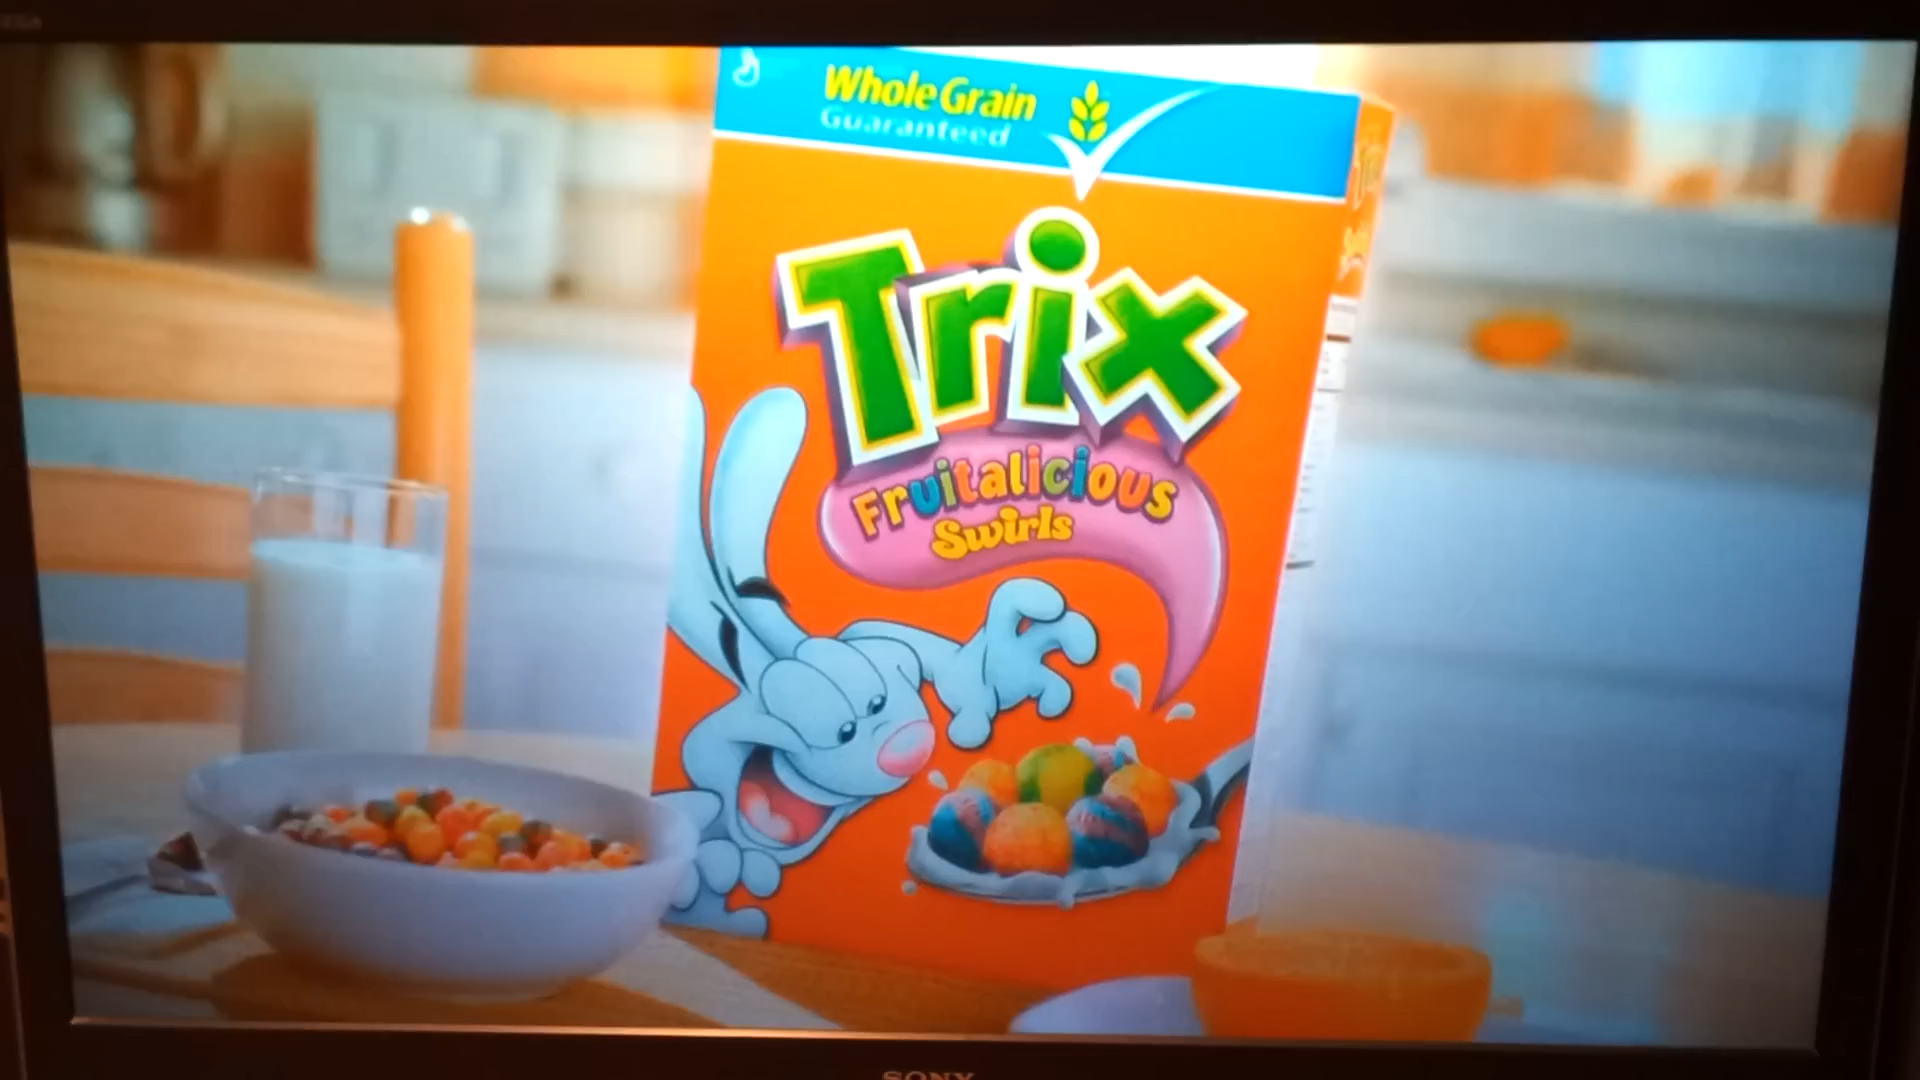 Whole Grain
Guaranteed
Trix
Fruitalicious
Swirls
SONY